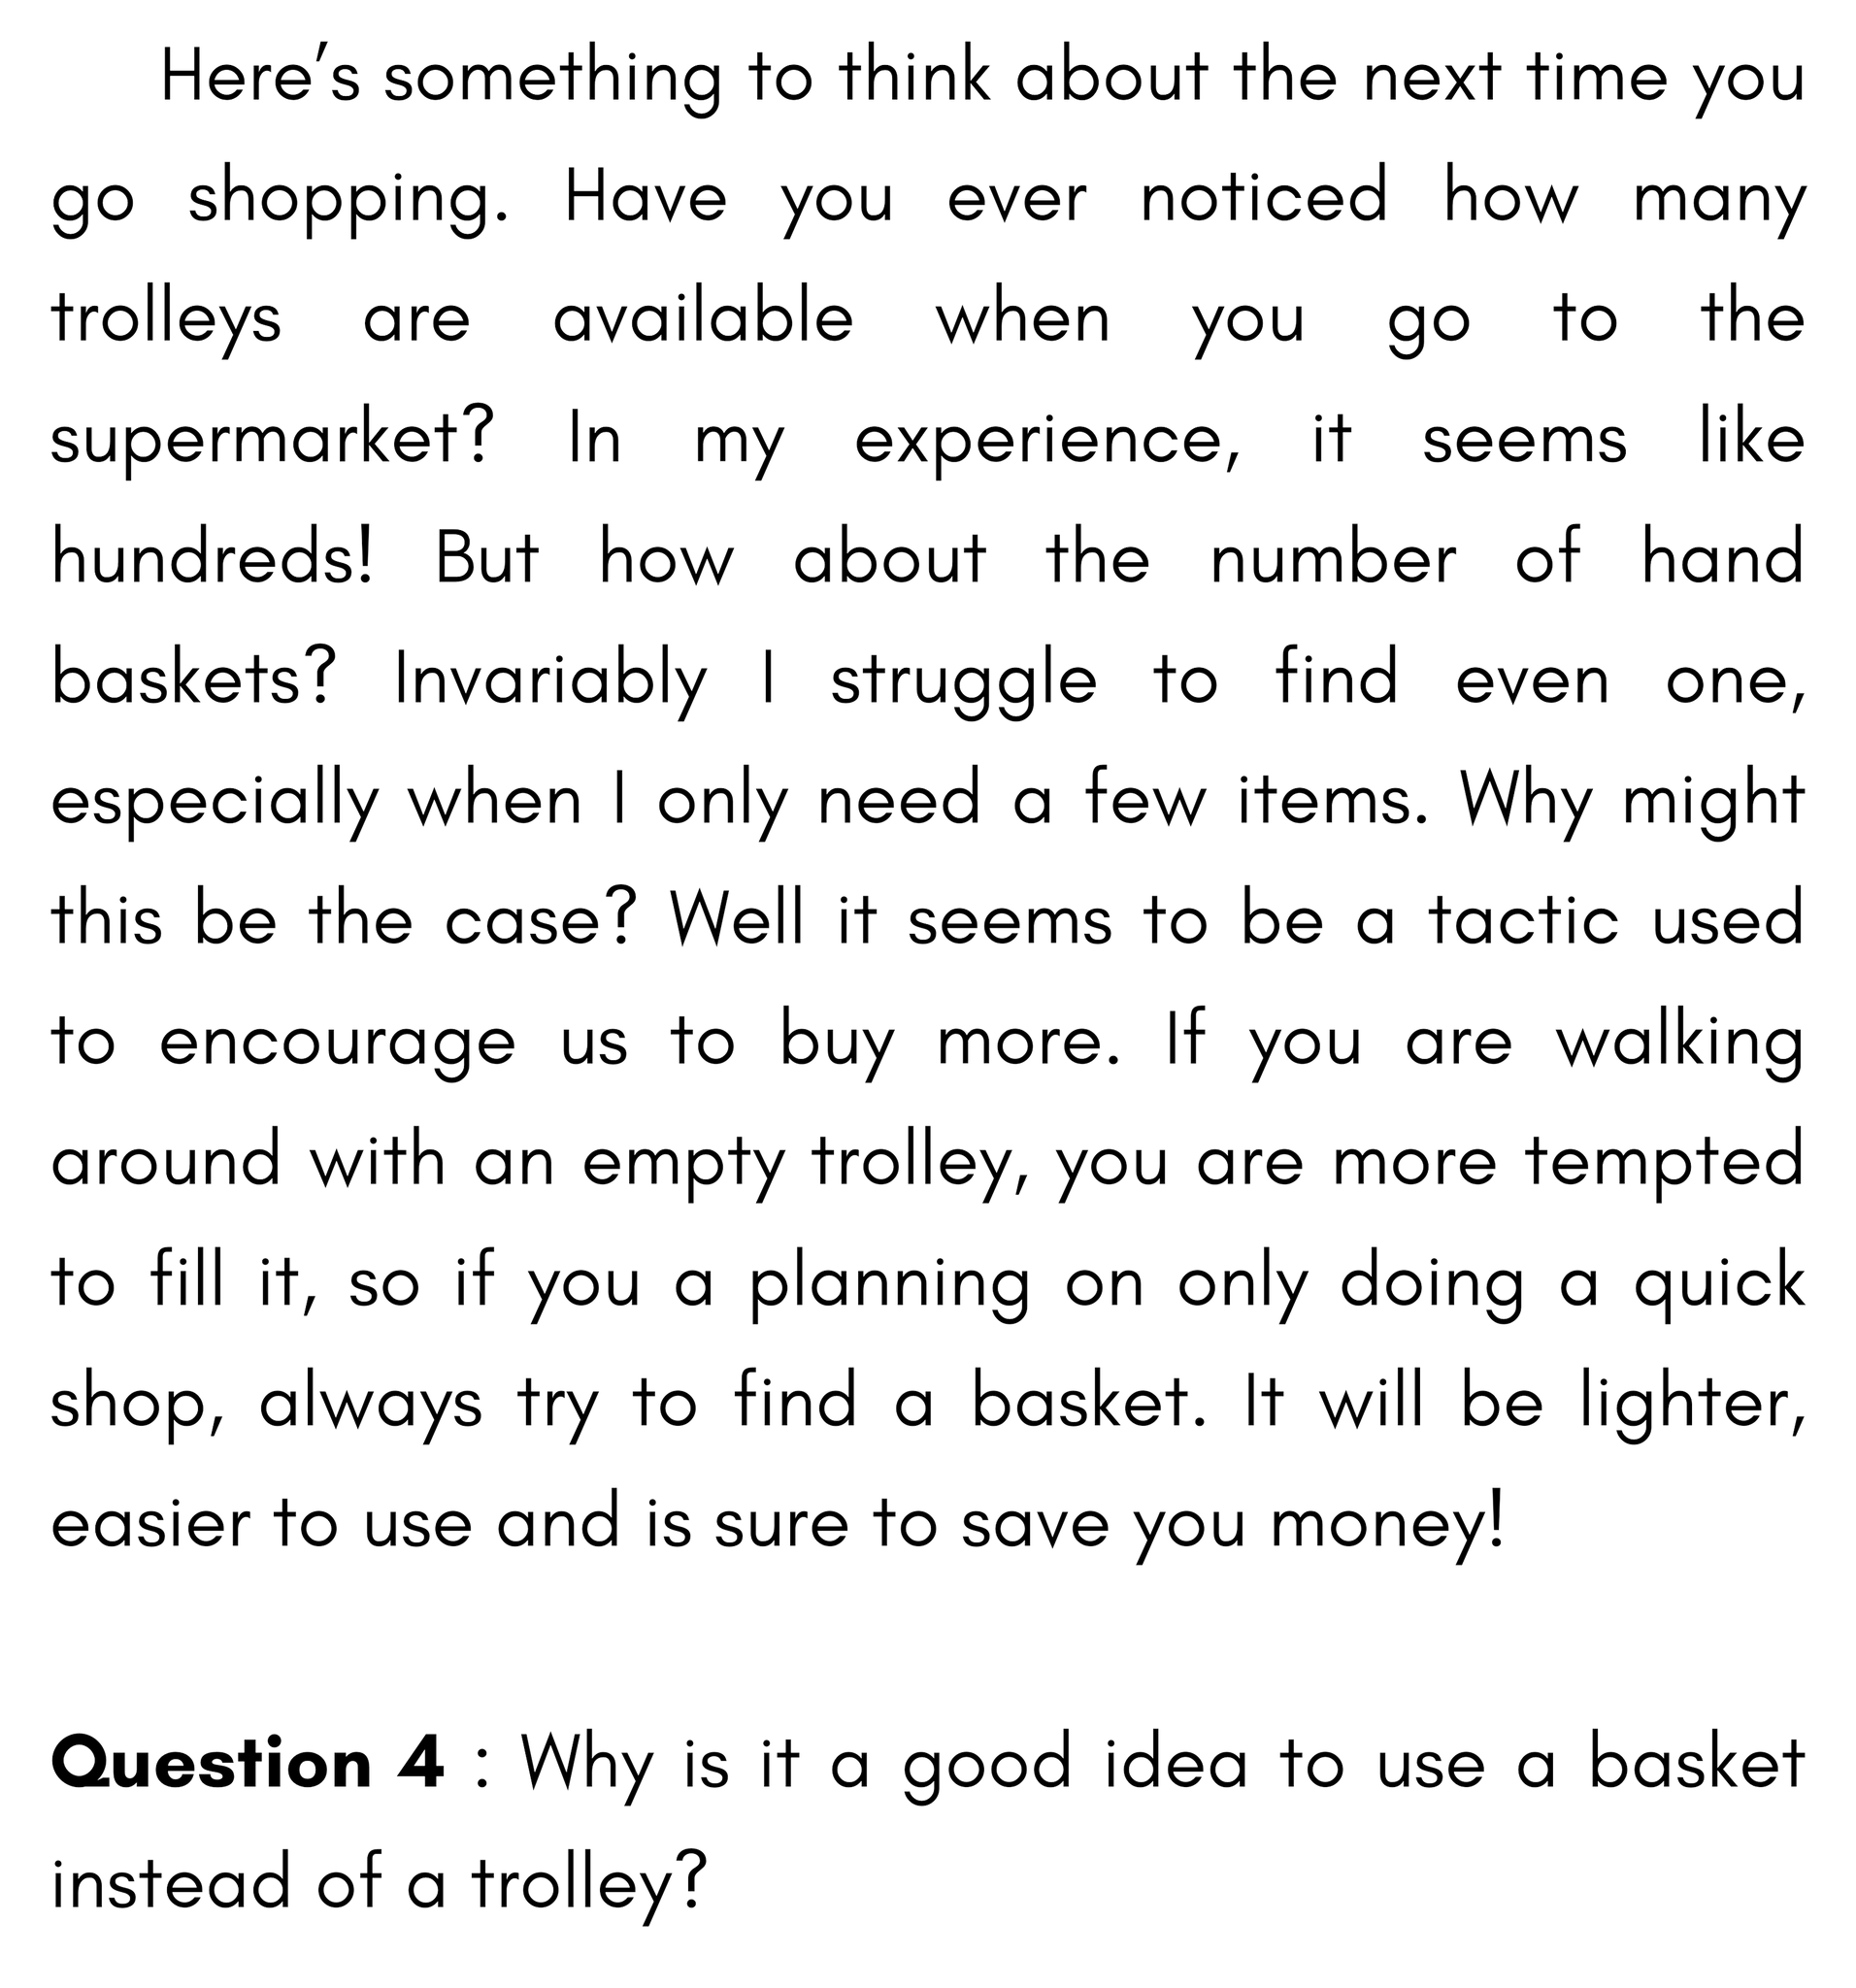 Here's something to think about the next time you
go shopping. Have you ever noticed how many
trolleys are available when you go to the
supermarket? In my experience, it seems like
hundreds! But how about the number of hand
baskets? Invariably I struggle to find even one,
especially when I only need a few items. Why might
this be the case? Well it seems to be a tactic used
to encourage us to buy more. If you are walking
around with an empty trolley, you are more tempted
to fill it, so if you a planning on only doing a quick
shop, always try to find a basket. It will be lighter,
easier to use and is sure to save you money!
Question 4 : Why is it a good idea to use a basket
instead of a trolley?